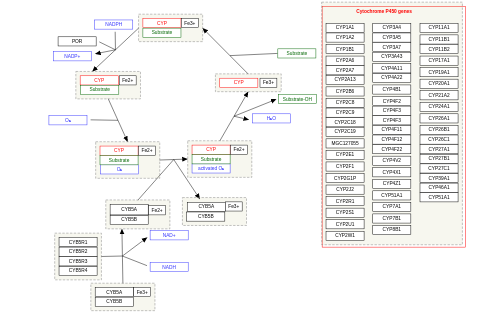 Cytochrome P450 genes
NADPH
CYP
Fe3+
Substrate
POR
NADP+
Substrate
CYP
Fe2+
Substrate
CYP
Fe3+
Substrate-OH
O₂
H₂O
CYP
Fe2+
Substrate
O₂
CYP
Fe2+
Substrate
activated O₂
CYB5A
Fe2+
CYB5B
CYB5A
Fe3+
CYB5B
NAD+
CYB5R1
CYB5R2
CYB5R3
CYB5R4
NADH
CYB5A
Fe3+
CYB5B
CYP1A1
CYP1A2
CYP1B1
CYP2A6
CYP2A7
CYP2A13
CYP2B6
CYP2C8
CYP2C9
CYP2C18
CYP2C19
MGC127055
CYP2E1
CYP2F1
CYP2G1P
CYP2J2
CYP2R1
CYP2S1
CYP2U1
CYP2W1
CYP3A4
CYP3A5
CYP3A7
CYP3A43
CYP4A11
CYP4A22
CYP4B1
CYP4F2
CYP4F3
CYP4F3
CYP4F11
CYP4F12
CYP4F22
CYP4V2
CYP4X1
CYP4Z1
CYP51A1
CYP7A1
CYP7B1
CYP8B1
CYP11A1
CYP11B1
CYP11B2
CYP17A1
CYP19A1
CYP20A1
CYP21A2
CYP24A1
CYP26A1
CYP26B1
CYP26C1
CYP27A1
CYP27B1
CYP27C1
CYP39A1
CYP46A1
CYP51A1